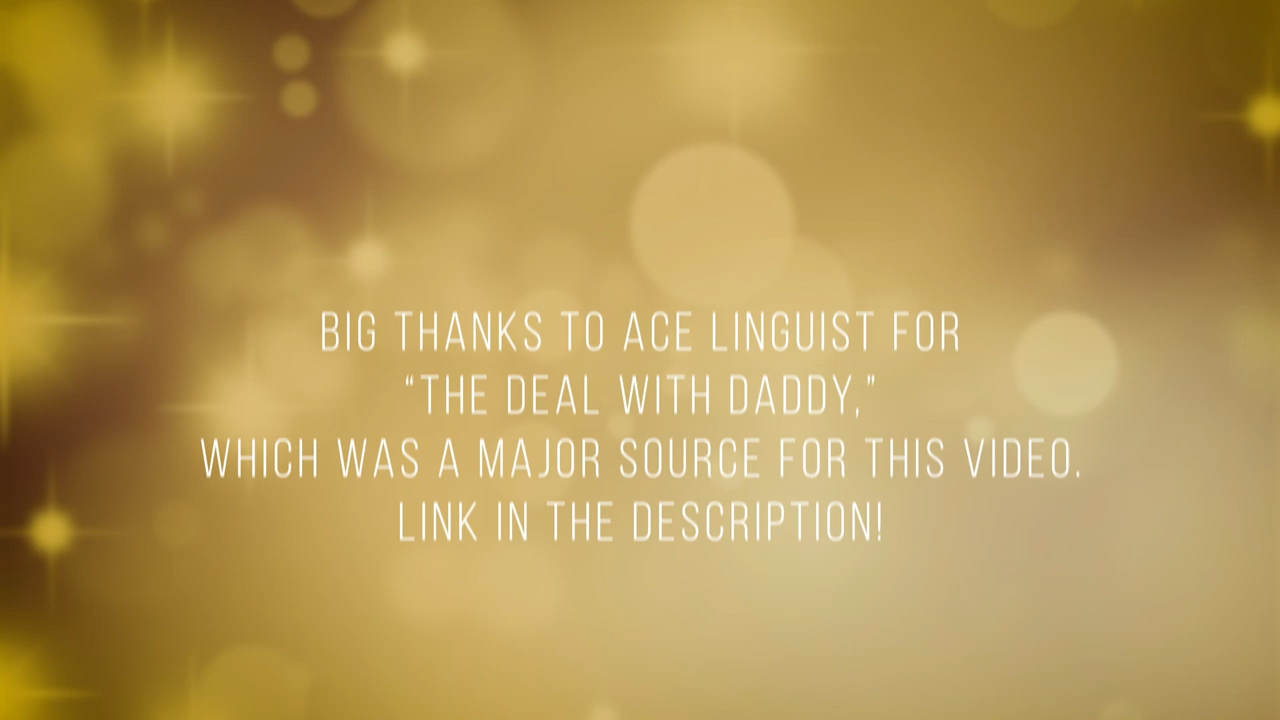 BIG THANKS TO ACE LINGUIST FOR
“THE DEAL WITH DADDY,”
WHICH WAS A MAJOR SOURCE FOR THIS VIDEO.
LINK IN THE DESCRIPTION!